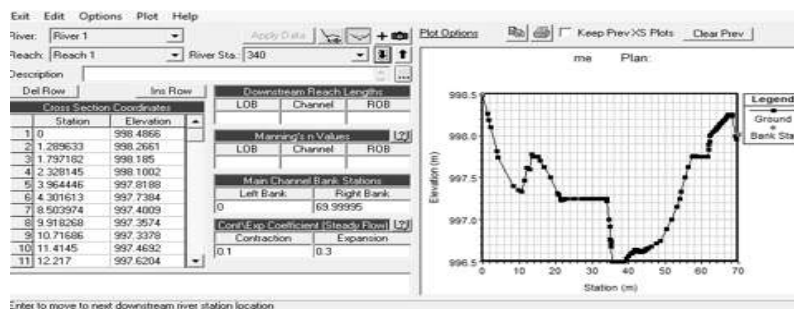 Exit Edit Options Plot Help
River: River 1 Apply Data + Plot Options Keep Prev XS Plots Clear Prev
Reach: Reach 1 River Sta.: 340
Description ...
Del Row Ins Row Downstream Reach Lengths
Cross Section Coordinates LOB Channel ROB
Station Elevation
1 0 998.4866
2 1.289633 998.2661
3 1.797182 998.185
4 2.328145 998.1002
5 3.964446 997.8188
6 4.301613 997.7384
7 8.503974 997.4009
8 9.918268 997.3574
9 10.71686 997.3378
10 11.4145 997.4692
11 12.217 997.6204
Manning's n Values
LOB Channel ROB
Main Channel Bank Stations
Left Bank Right Bank
0 69.99995
Cont\Exp Coefficient (Steady Flow)
Contraction Expansion
0.1 0.3
me Plan:
998.5
998.0
997.5
997.0
996.5
Elevation (m)
0 10 20 30 40 50 60 70
Station (m)
Legend
Ground
Bank Sta
Enter to move to next downstream river station location